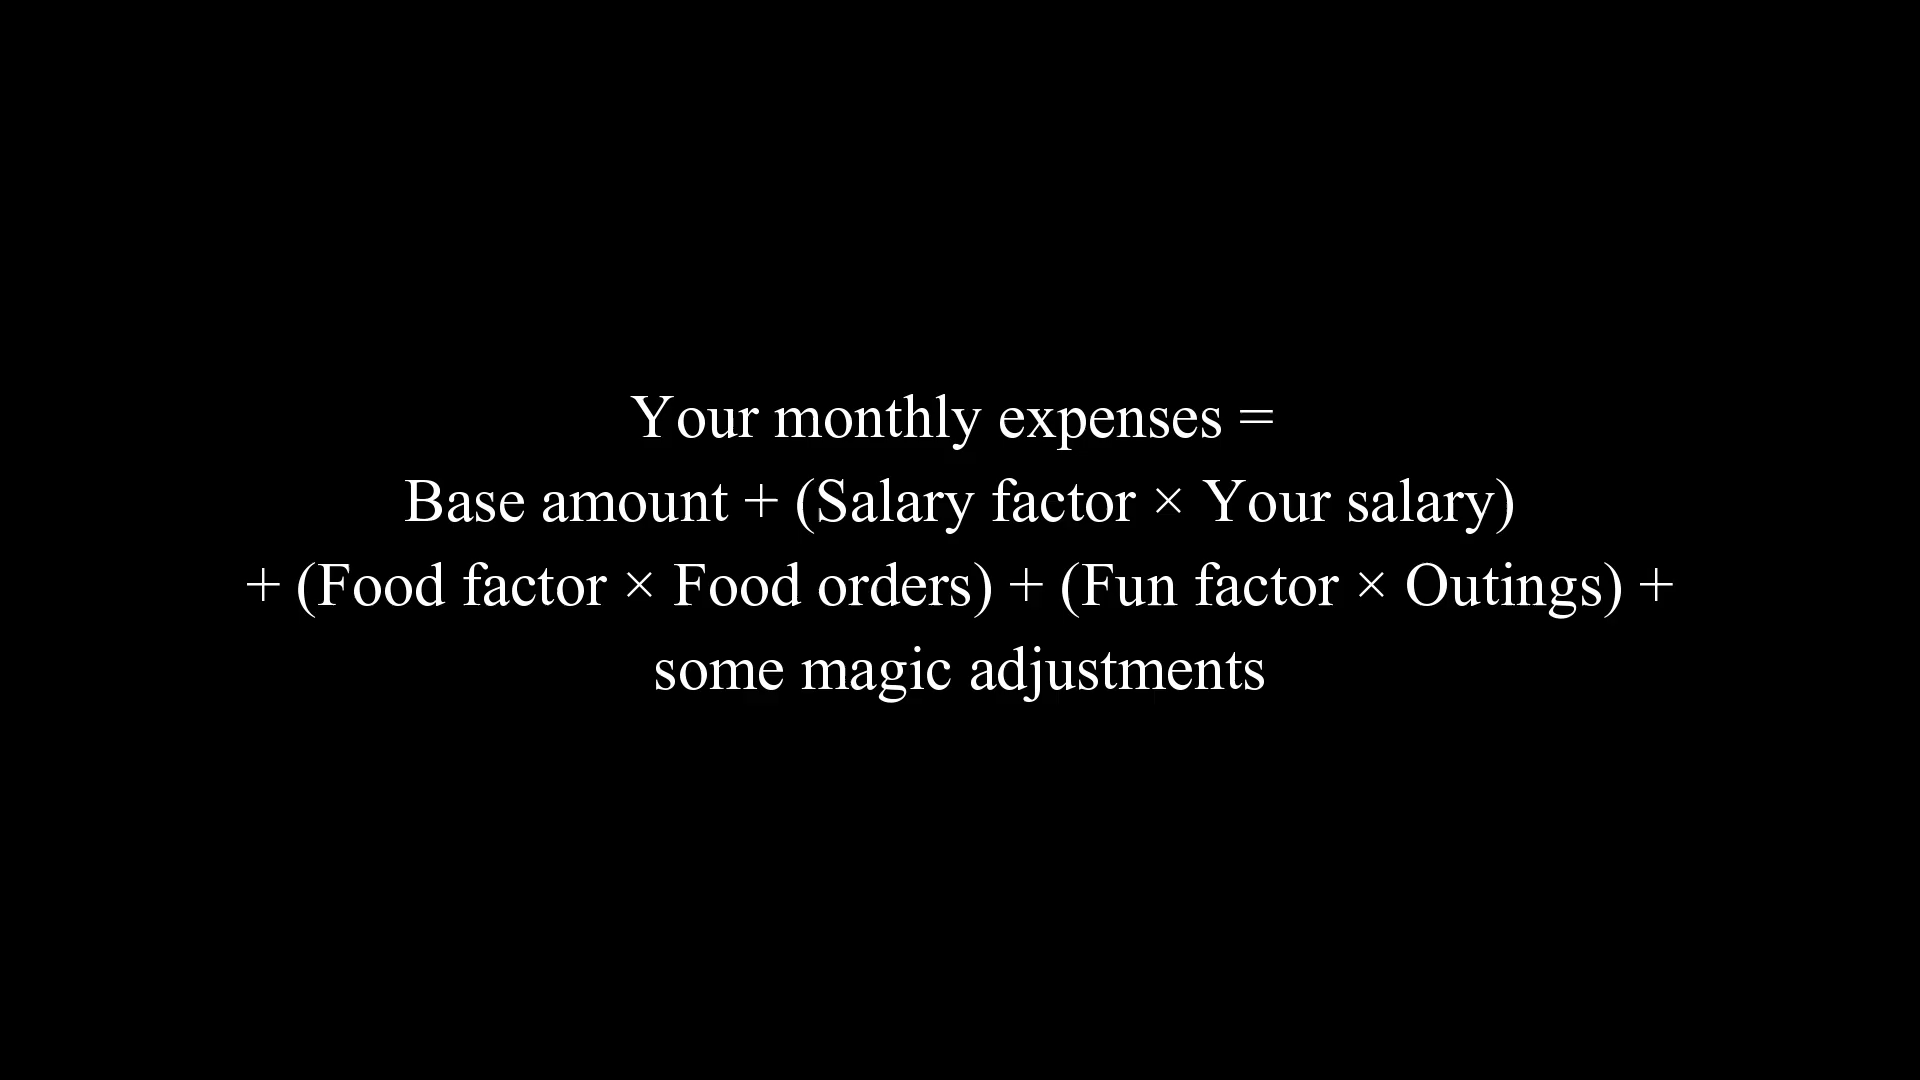 Your monthly expenses =
Base amount + (Salary factor × Your salary)
+ (Food factor × Food orders) + (Fun factor × Outings) +
some magic adjustments